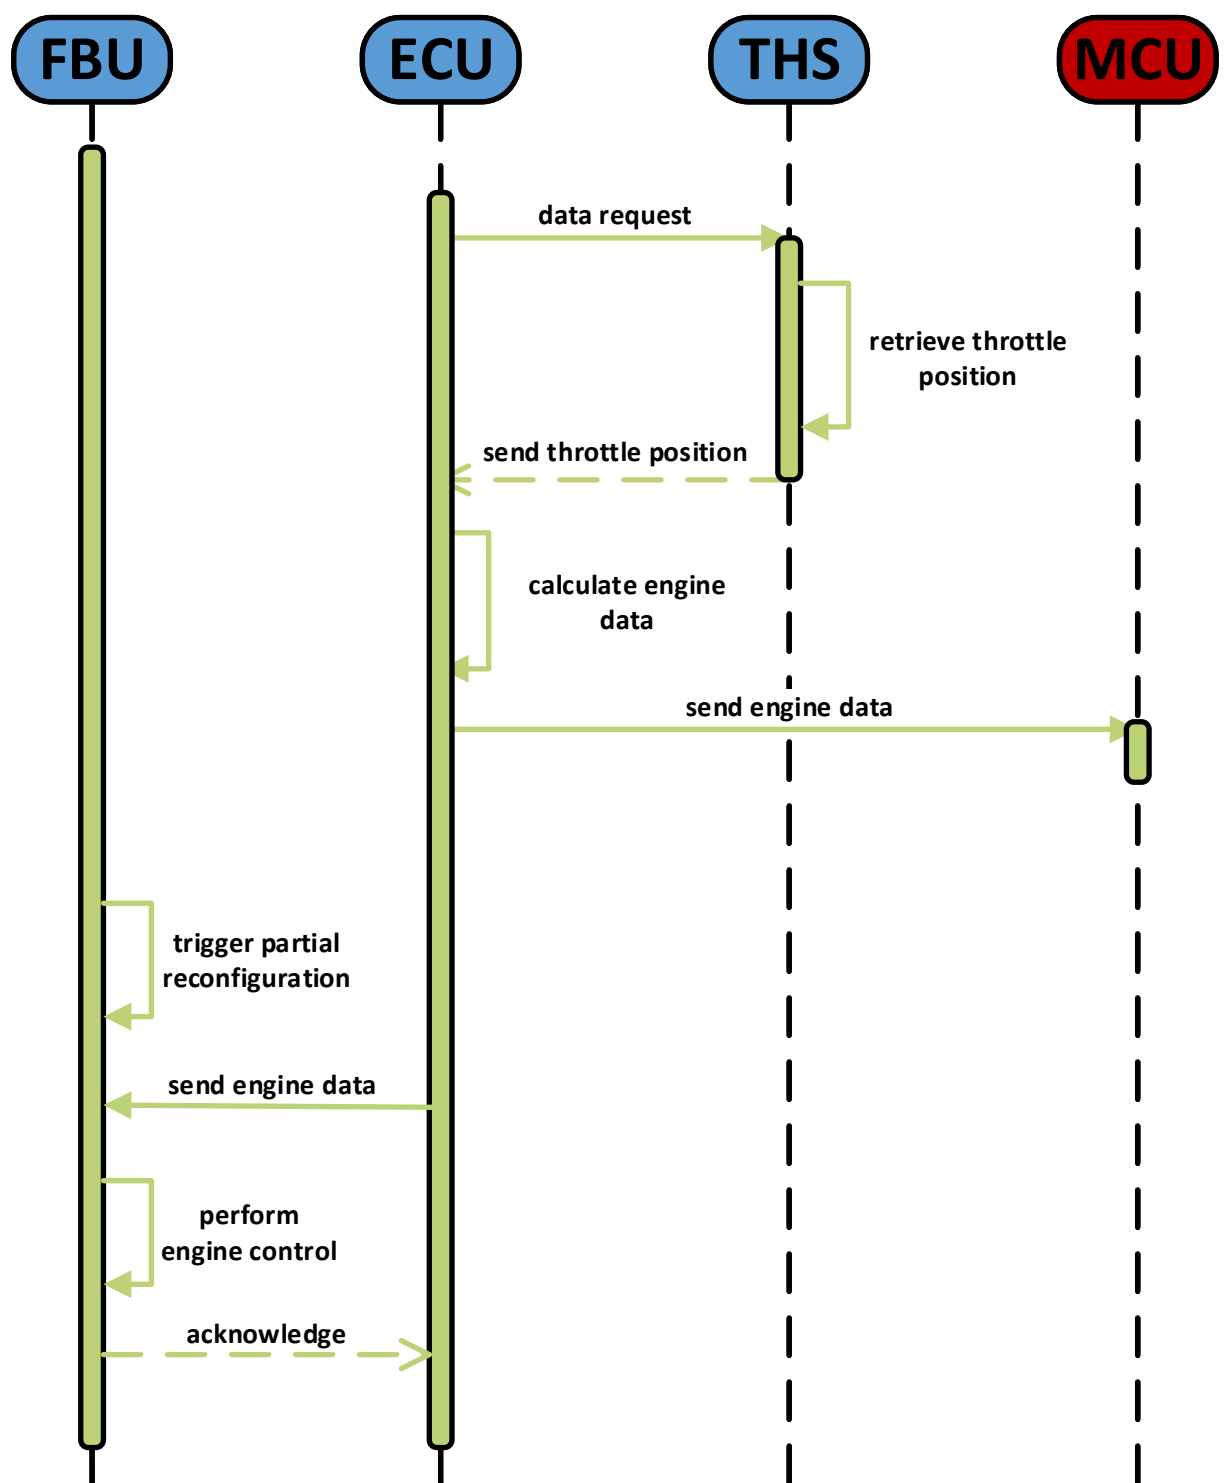 FBU
ECU
THS
MCU
data request
retrieve throttle
position
send throttle position
calculate engine
data
send engine data
trigger partial
reconfiguration
send engine data
perform
engine control
acknowledge